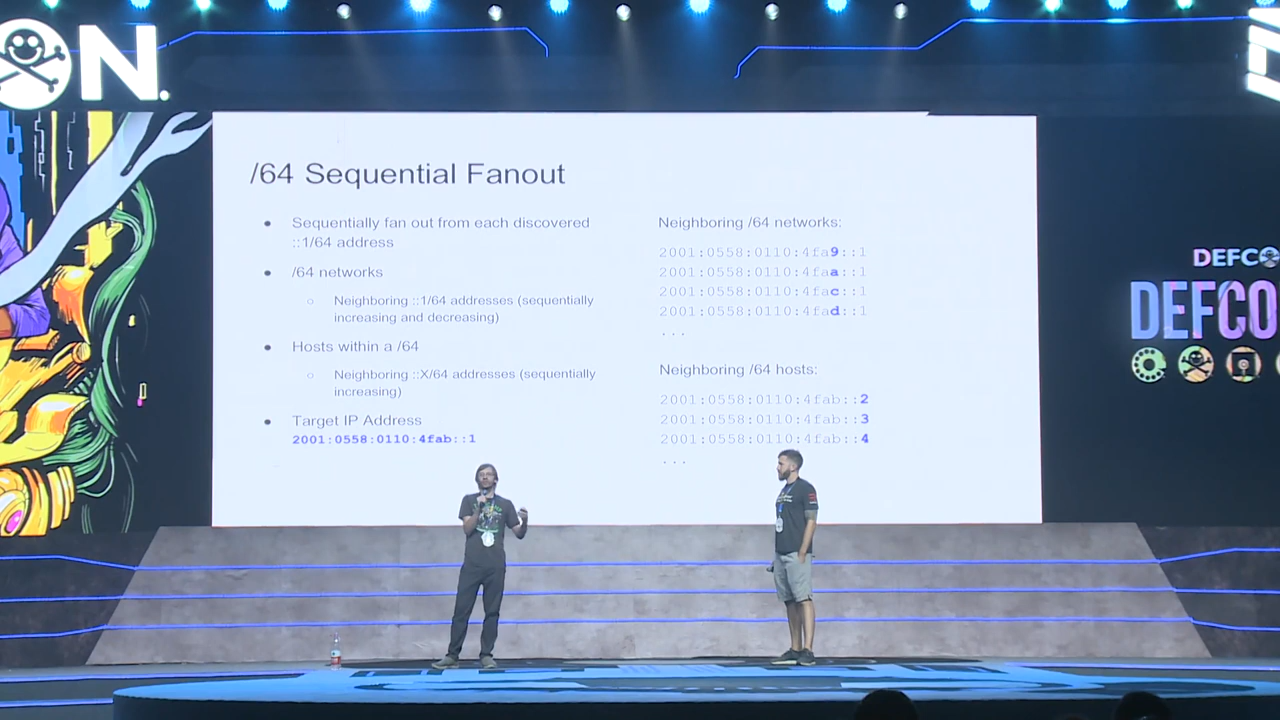 ON.
/64 Sequential Fanout
● Sequentially fan out from each discovered
::1/64 address
● /64 networks
○ Neighboring ::1/64 addresses (sequentially
increasing and decreasing)
● Hosts within a /64
○ Neighboring ::X/64 addresses (sequentially
increasing)
● Target IP Address
2001:0558:0110:4fab::1
Neighboring /64 networks:
2001:0558:0110:4fa9::1
2001:0558:0110:4faa::1
2001:0558:0110:4fac::1
2001:0558:0110:4fad::1
...
Neighboring /64 hosts:
2001:0558:0110:4fab::2
2001:0558:0110:4fab::3
2001:0558:0110:4fab::4
...
DEFCO
DEFCO